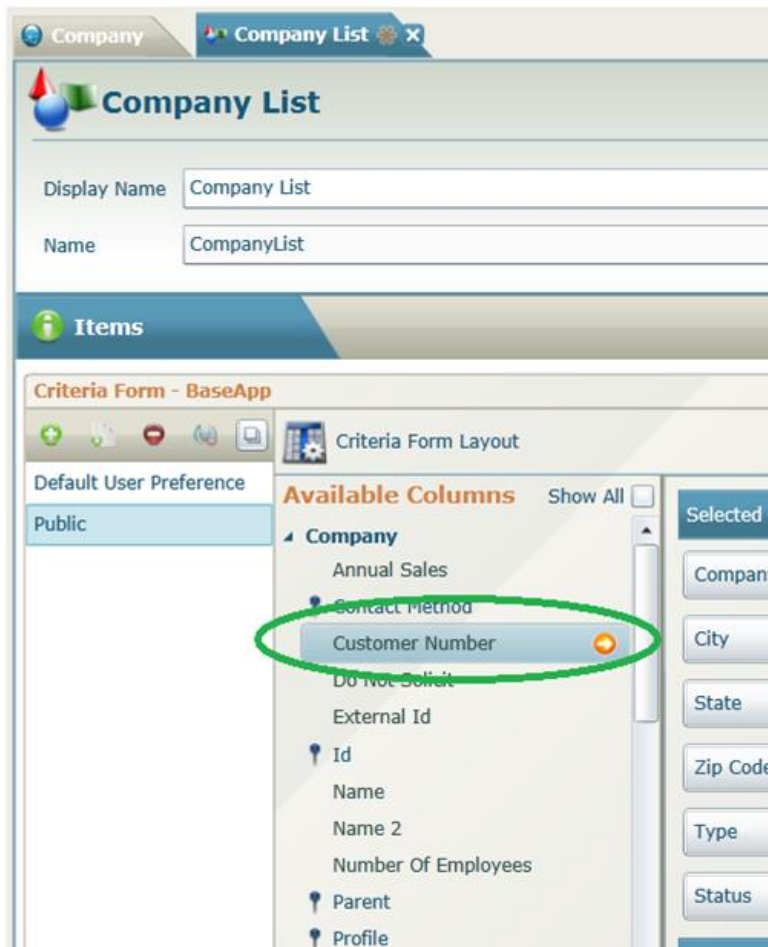 Company
Company List
Company List
Display Name
Company List
Name
CompanyList
Items
Criteria Form - BaseApp
Criteria Form Layout
Default User Preference
Public
Available Columns
Show All
Company
Annual Sales
Contact Method
Customer Number
Do Not Solicit
External Id
Id
Name
Name 2
Number Of Employees
Parent
Profile
Selected
Compan
City
State
Zip Code
Type
Status